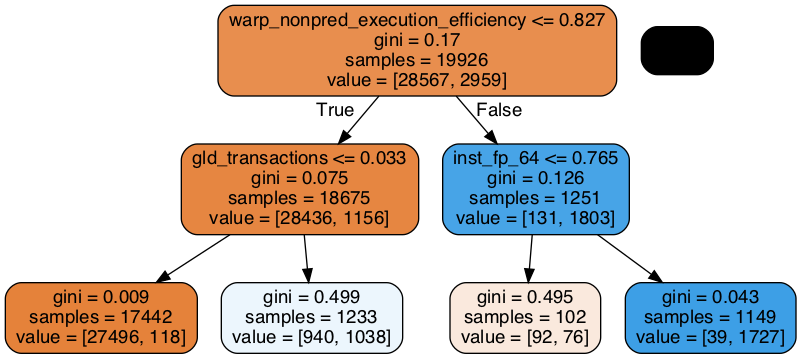 warp_nonpred_execution_efficiency <= 0.827
gini = 0.17
samples = 19926
value = [28567, 2959]
True
False
gld_transactions <= 0.033
gini = 0.075
samples = 18675
value = [28436, 1156]
inst_fp_64 <= 0.765
gini = 0.126
samples = 1251
value = [131, 1803]
gini = 0.009
samples = 17442
value = [27496, 118]
gini = 0.499
samples = 1233
value = [940, 1038]
gini = 0.495
samples = 102
value = [92, 76]
gini = 0.043
samples = 1149
value = [39, 1727]